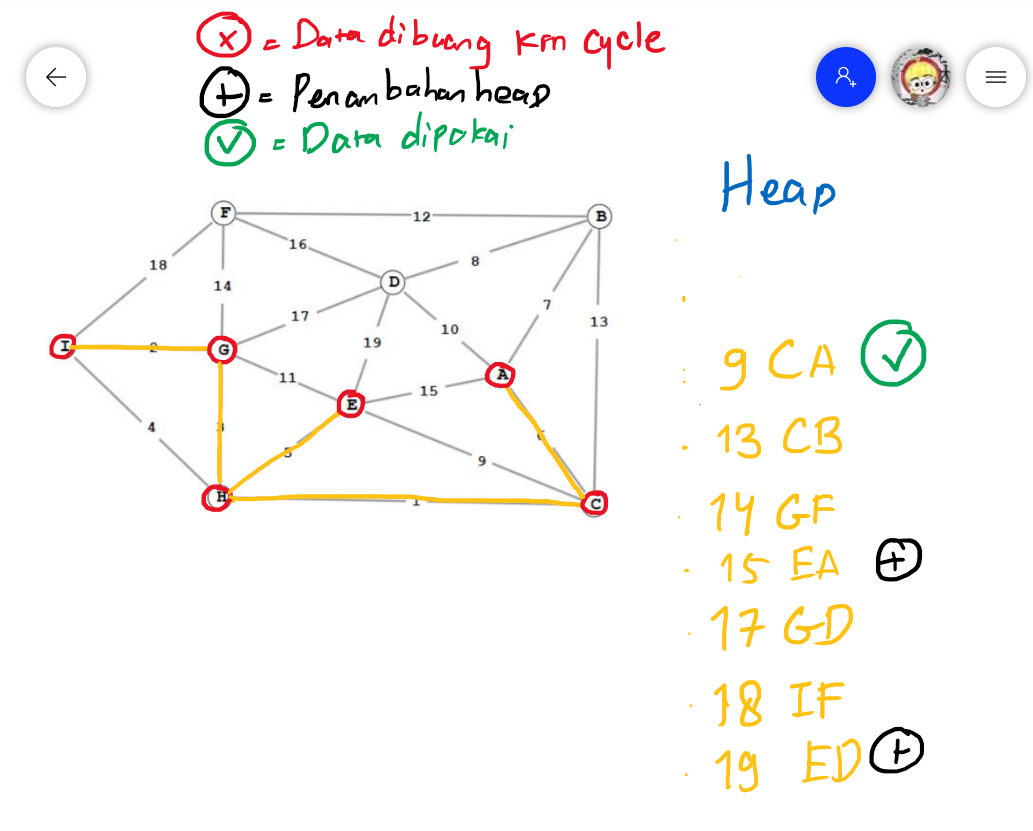 x = Data dibuang krn cycle
+ = Penambahan heap
✓ = Data dipakai
Heap
F 12 B
16
8
18
D
14
7
17
10
13
19
I 2 G
11
A
15
E
4
3
6
5
9
H 1 C
9 CA ✓
13 CB
14 GF
15 EA +
17 GD
18 IF
19 ED +